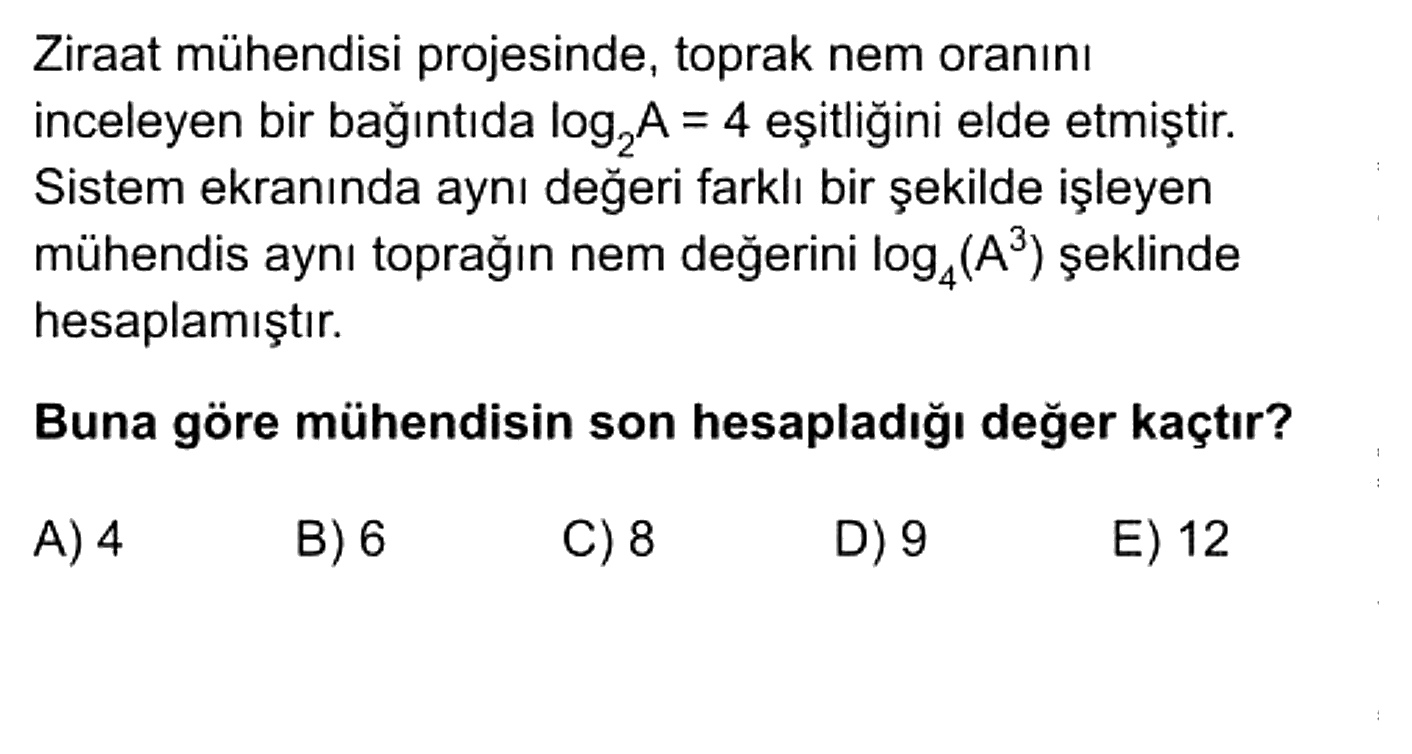 Ziraat mühendisi projesinde, toprak nem oranını
inceleyen bir bağıntıda log₂A = 4 eşitliğini elde etmiştir.
Sistem ekranında aynı değeri farklı bir şekilde işleyen
mühendis aynı toprağın nem değerini log₄(A³) şeklinde
hesaplamıştır.
Buna göre mühendisin son hesapladığı değer kaçtır?
A) 4 B) 6 C) 8 D) 9 E) 12